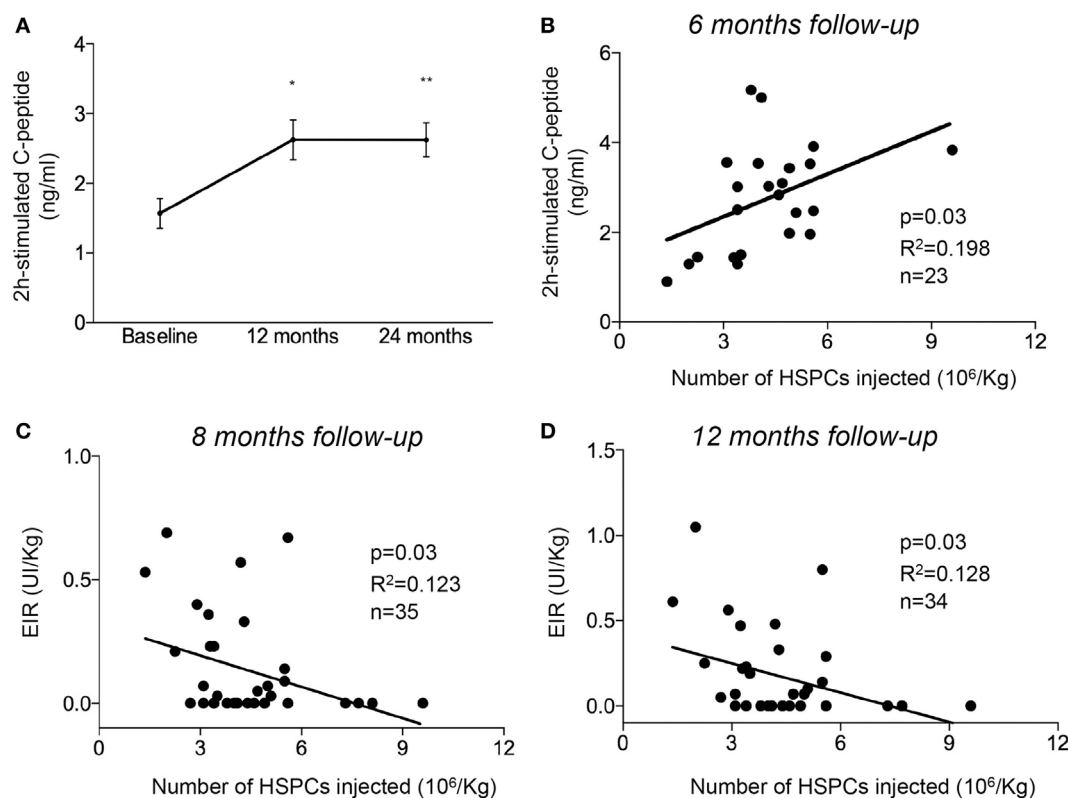 A
2h-stimulated C-peptide
(ng/ml)
4
3
2
1
0
*
**
Baseline
12 months
24 months
B
6 months follow-up
2h-stimulated C-peptide
(ng/ml)
6
4
2
0
p=0.03
R²=0.198
n=23
0
3
6
9
12
Number of HSPCs injected (10⁶/Kg)
C
8 months follow-up
EIR (UI/Kg)
1.0
0.5
0.0
p=0.03
R²=0.123
n=35
0
3
6
9
12
Number of HSPCs injected (10⁶/Kg)
D
12 months follow-up
EIR (UI/Kg)
1.5
1.0
0.5
0.0
p=0.03
R²=0.128
n=34
0
3
6
9
12
Number of HSPCs injected (10⁶/Kg)